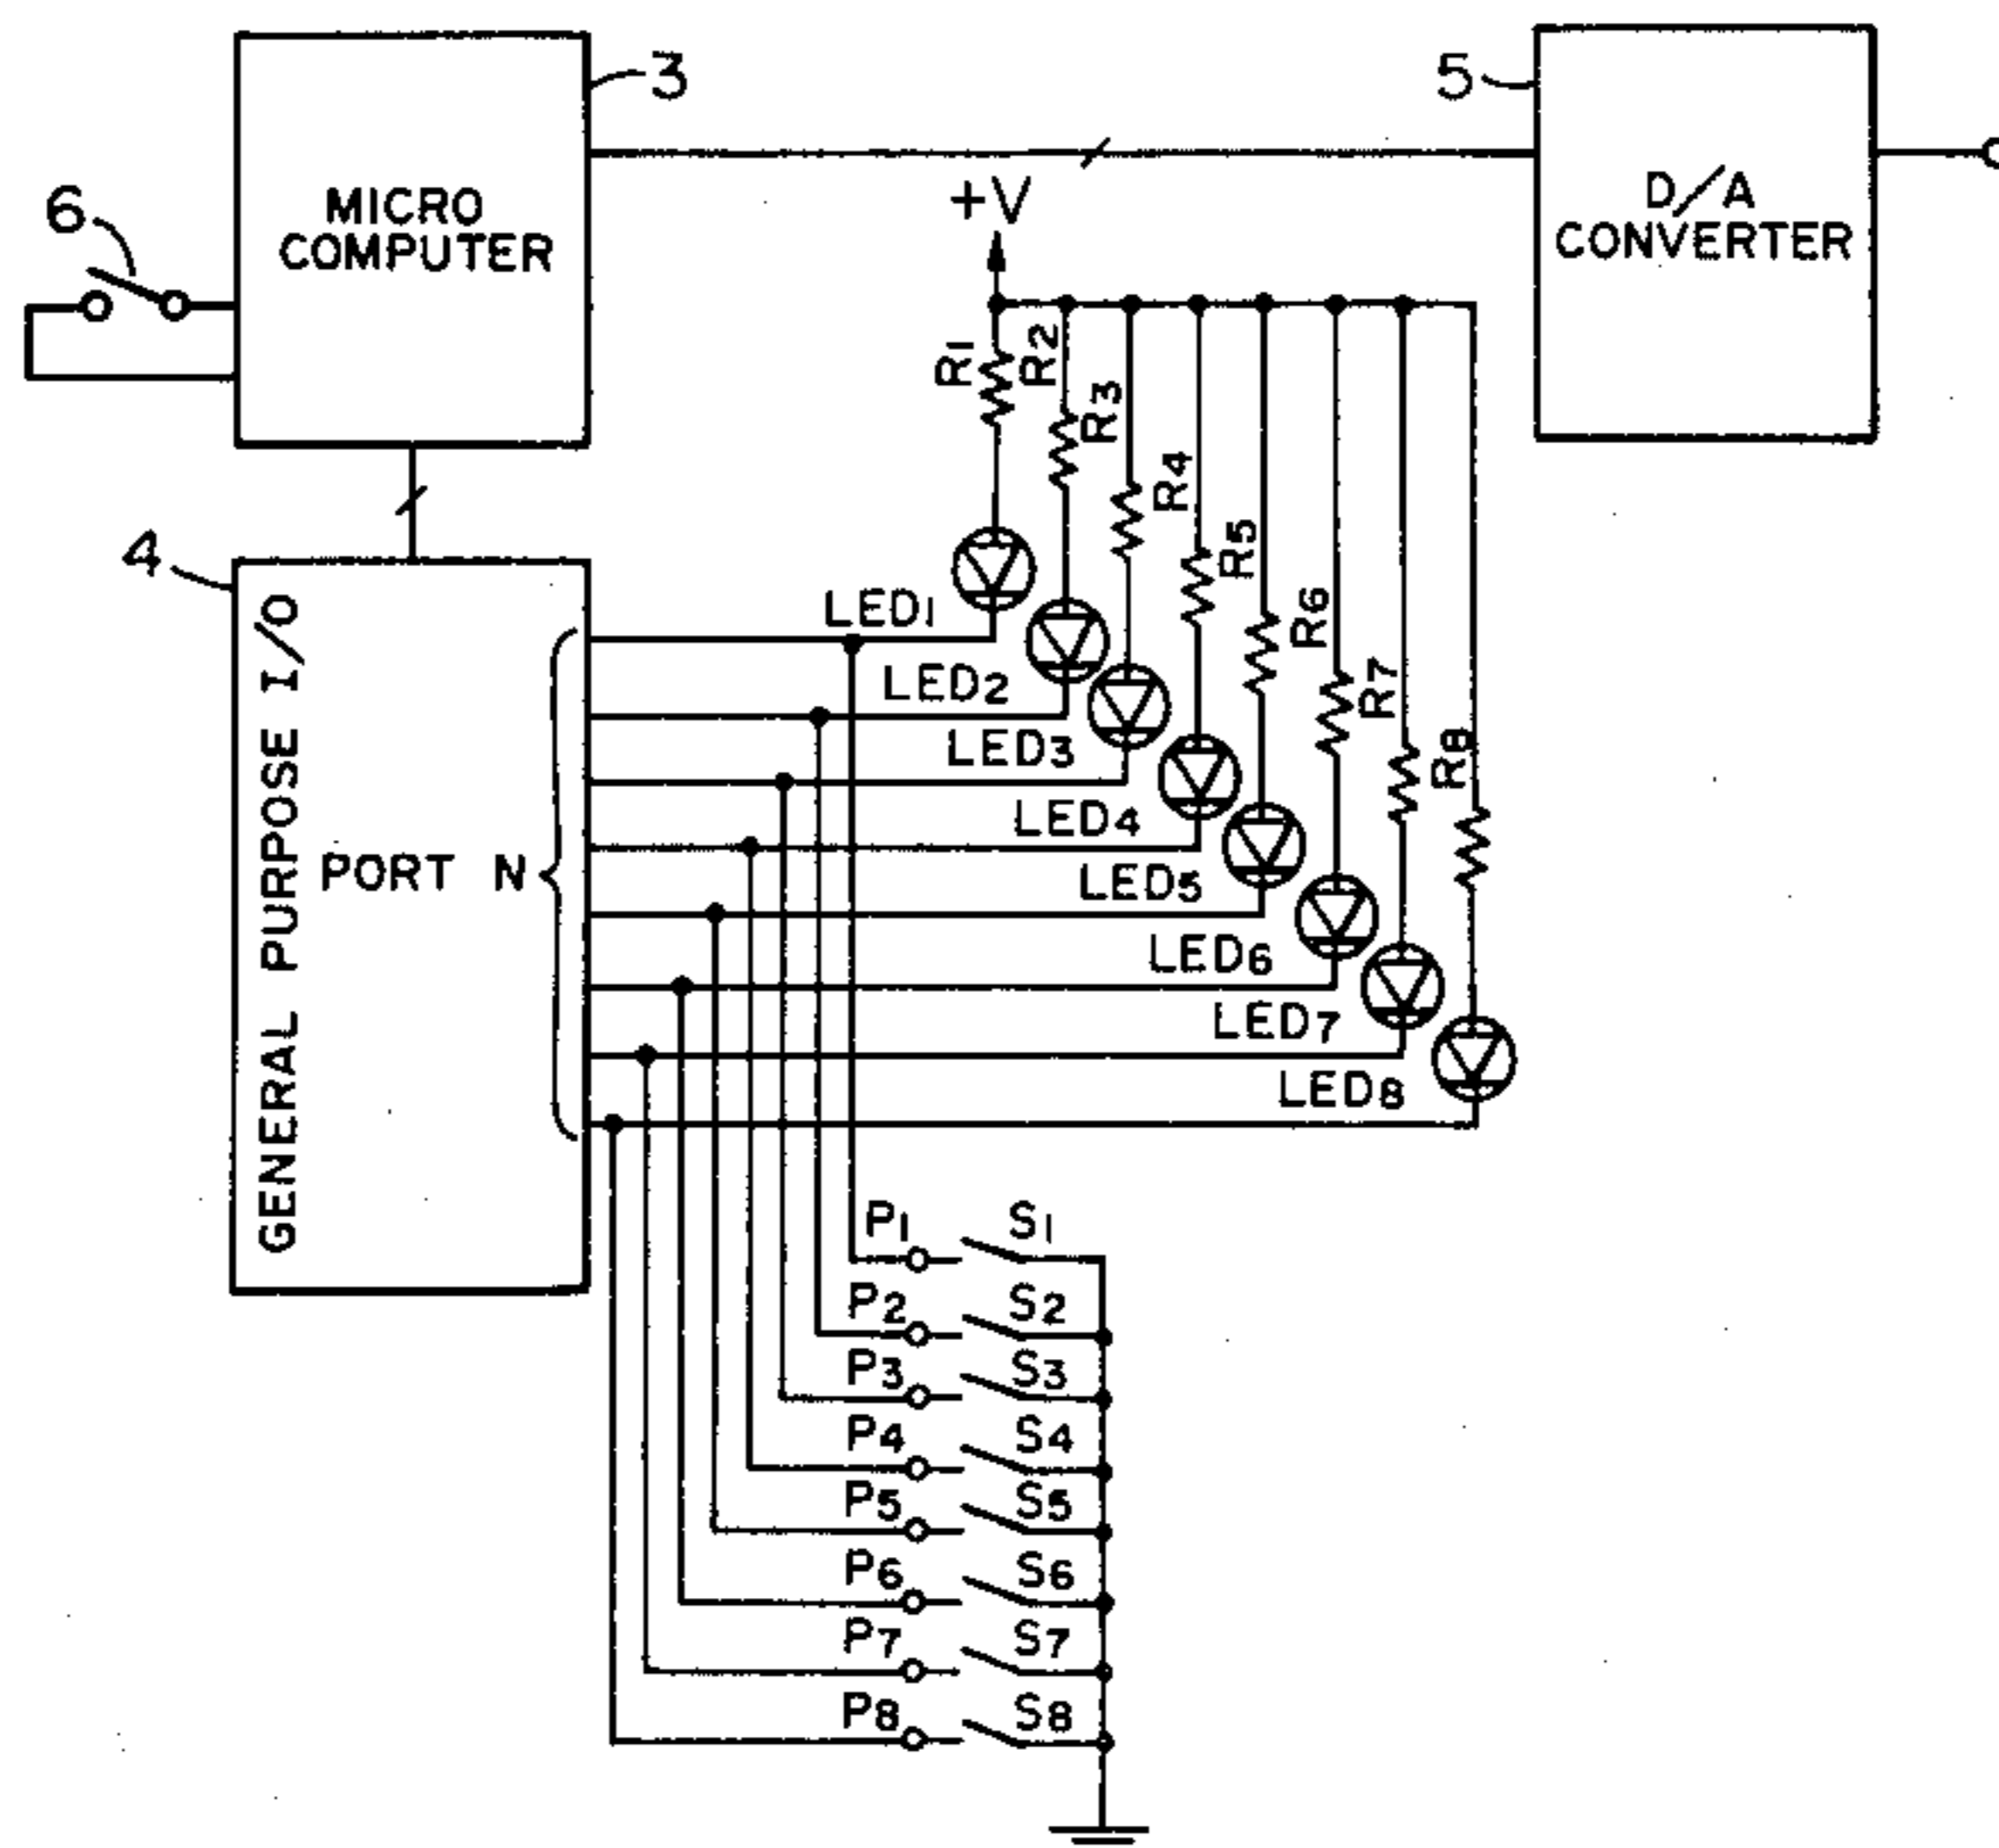 3
5
MICRO
COMPUTER
D/A
CONVERTER
6
+V
R1
R2
R3
R4
R5
R6
R7
R8
4
GENERAL PURPOSE I/O
PORT N
LED1
LED2
LED3
LED4
LED5
LED6
LED7
LED8
P1 S1
P2 S2
P3 S3
P4 S4
P5 S5
P6 S6
P7 S7
P8 S8